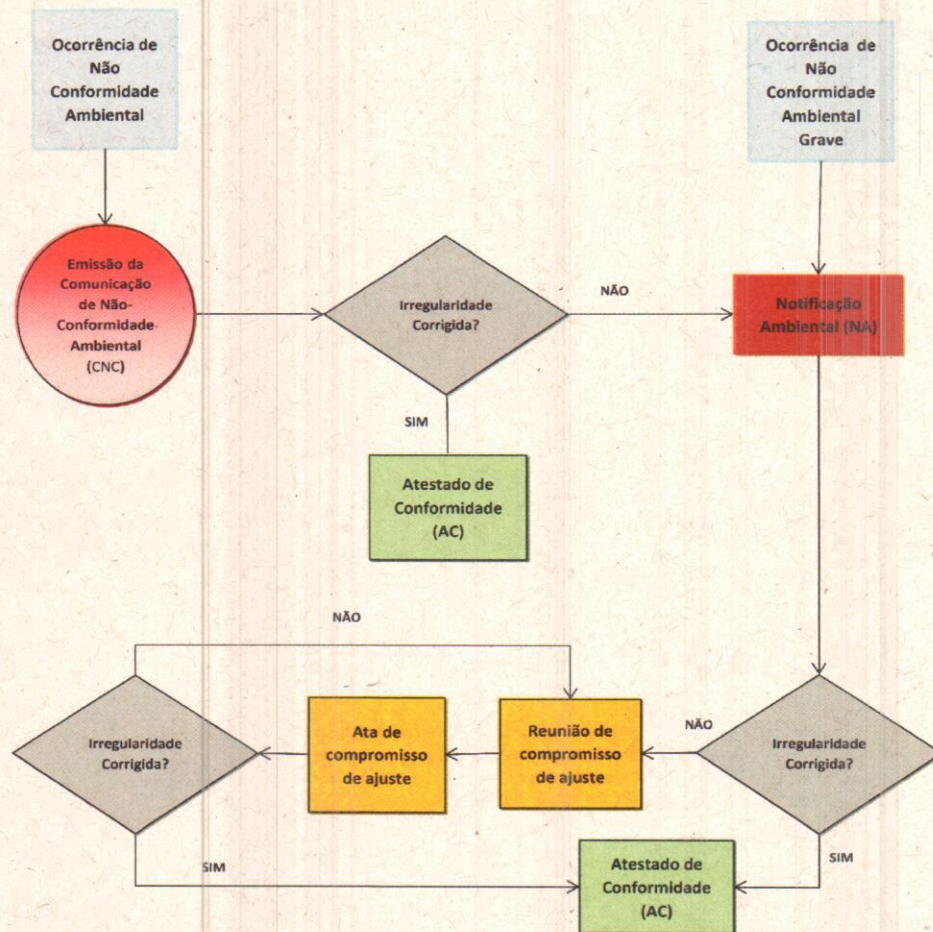 Ocorrência de
Não
Conformidade
Ambiental
Ocorrência de
Não
Conformidade
Ambiental
Grave
Emissão da
Comunicação
de Não-
Conformidade
Ambiental
(CNC)
Irregularidade
Corrigida?
NÃO
Notificação
Ambiental (NA)
SIM
Atestado de
Conformidade
(AC)
NÃO
Irregularidade
Corrigida?
Ata de
compromisso
de ajuste
Reunião de
compromisso
de ajuste
NÃO
Irregularidade
Corrigida?
SIM
SIM
Atestado de
Conformidade
(AC)